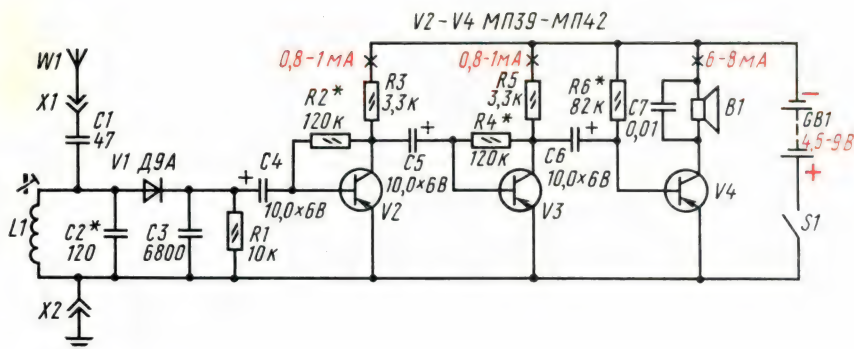 V2-V4 МП39-МП42
W1
0,8-1мА
0,8-1мА
6-8мА
X1
R3
3,3к
R5
3,3к
R2*
120к
R6*
82к
C7
0,01
B1
−
GB1
4,5-9В
+
C1
47
R4*
120к
V1 Д9А
+
C4
10,0×6В
+
C5
10,0×6В
+
C6
10,0×6В
V2
V3
V4
S1
L1
C2*
120
C3
6800
R1
10к
X2